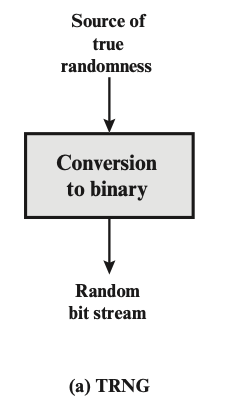 Source of
true
randomness
Conversion
to binary
Random
bit stream
(a) TRNG